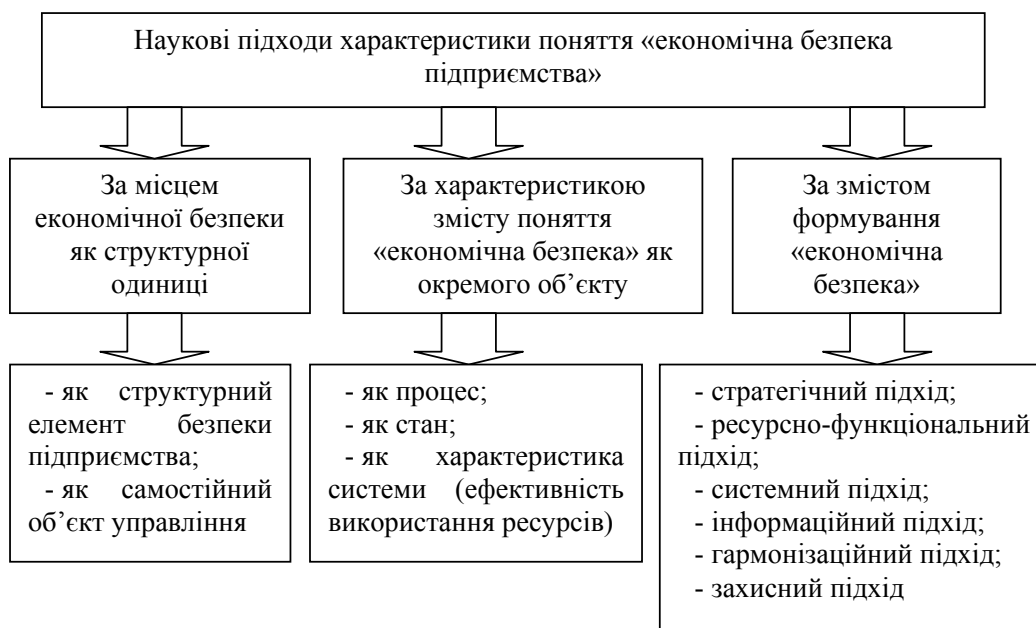 Наукові підходи характеристики поняття «економічна безпека
підприємства»
За місцем
економічної безпеки
як структурної
одиниці
За характеристикою
змісту поняття
«економічна безпека» як
окремого об’єкту
За змістом
формування
«економічна
безпека»
- як структурний
елемент безпеки
підприємства;
- як самостійний
об’єкт управління
- як процес;
- як стан;
- як характеристика
системи (ефективність
використання ресурсів)
- стратегічний підхід;
- ресурсно-функціональний
підхід;
- системний підхід;
- інформаційний підхід;
- гармонізаційний підхід;
- захисний підхід